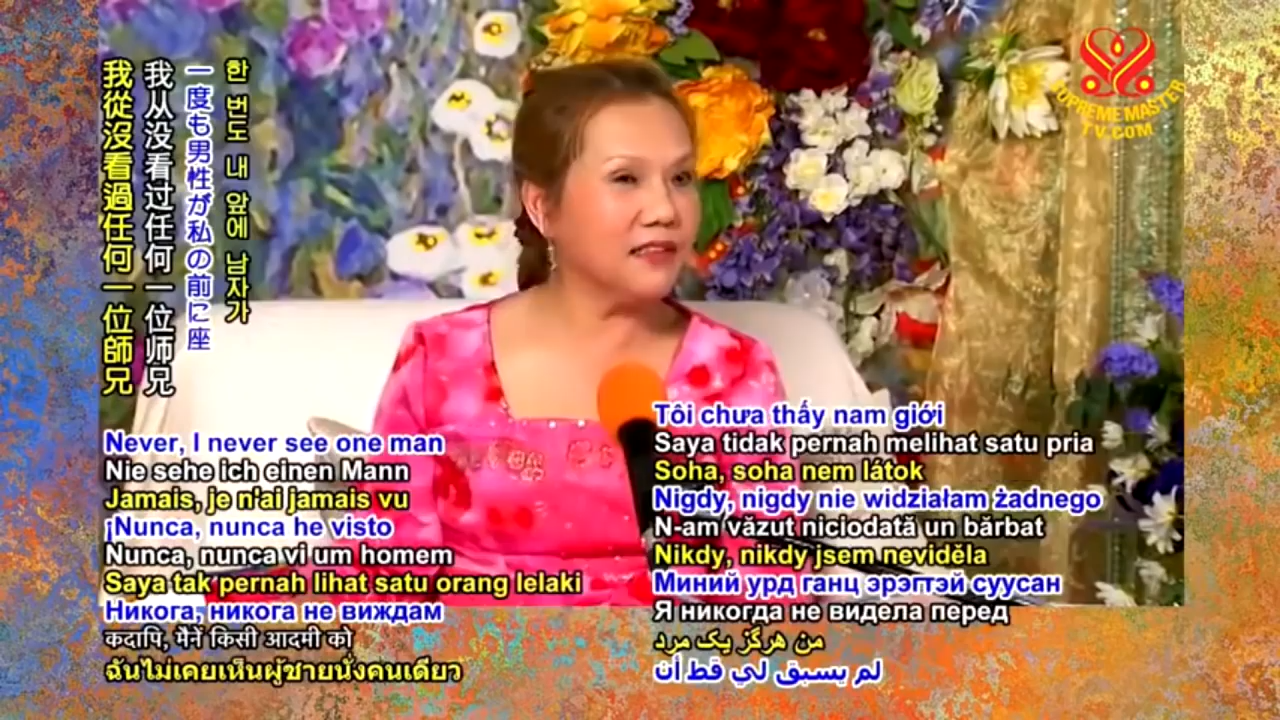 SUPREME MASTER
TV.COM
我從沒看過任何一位師兄
我从没看过任何一位师兄
一度も男性が私の前に座
한 번도 내 앞에 남자가
Never, I never see one man
Nie sehe ich einen Mann
Jamais, je n'ai jamais vu
¡Nunca, nunca he visto
Nunca, nunca vi um homem
Saya tak pernah lihat satu orang lelaki
Никога, никога не виждам
कदापि, मैनें किसी आदमी को
ฉันไม่เคยเห็นผู้ชายนั่งคนเดียว
Tôi chưa thấy nam giới
Saya tidak pernah melihat satu pria
Soha, soha nem látok
Nigdy, nigdy nie widziałam żadnego
N-am văzut niciodată un bărbat
Nikdy, nikdy jsem neviděla
Миний урд ганц эрэгтэй суусан
Я никогда не видела перед
من هرگز یک مرد
لم يسبق لي قط أن